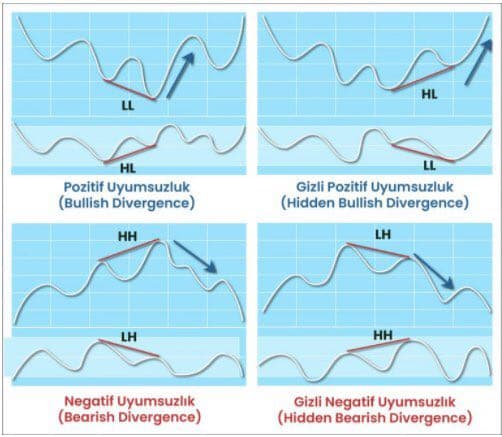 LL
HL
Pozitif Uyumsuzluk
(Bullish Divergence)
HL
LL
Gizli Pozitif Uyumsuzluk
(Hidden Bullish Divergence)
HH
LH
Negatif Uyumsuzlık
(Bearish Divergence)
LH
HH
Gizli Negatif Uyumsuzlık
(Hidden Bearish Divergence)